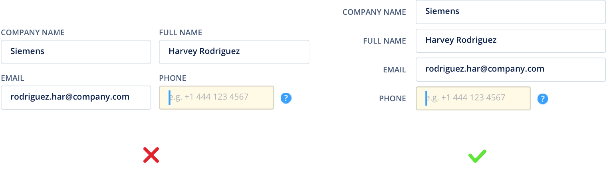 COMPANY NAME FULL NAME
Siemens Harvey Rodriguez
EMAIL PHONE
rodriguez.har@company.com e.g. +1 444 123 4567 ?
COMPANY NAME Siemens
FULL NAME Harvey Rodriguez
EMAIL rodriguez.har@company.com
PHONE e.g. +1 444 123 4567 ?